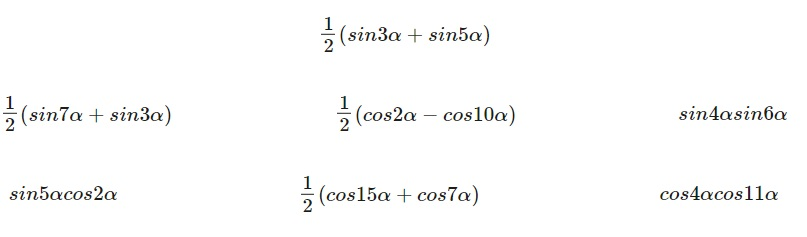 1/2 (sin3α + sin5α)
1/2 (sin7α + sin3α) 1/2 (cos2α − cos10α) sin4αsin6α
sin5αcos2α 1/2 (cos15α + cos7α) cos4αcos11α